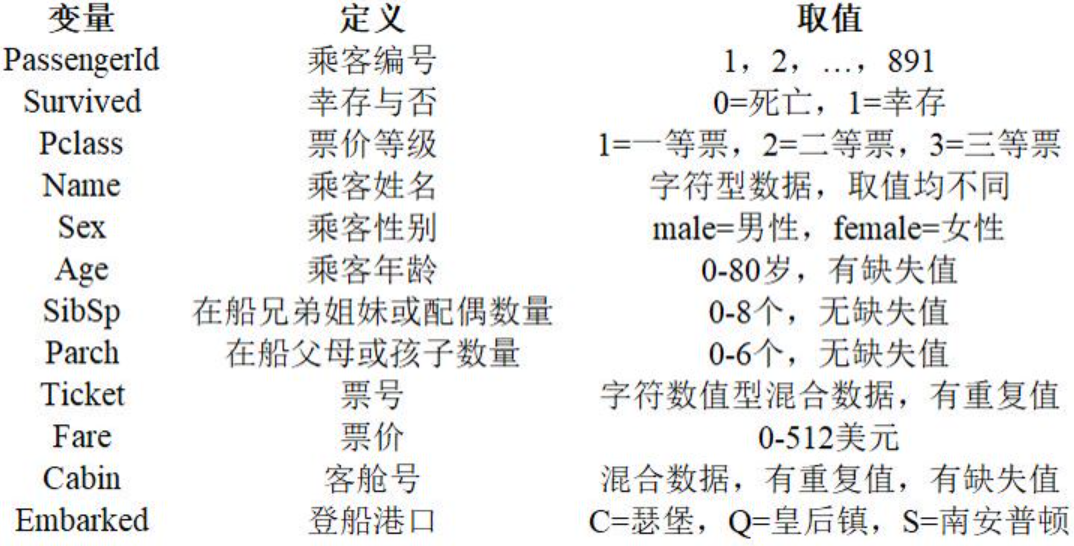 变量 定义 取值
PassengerId 乘客编号 1，2，…，891
Survived 幸存与否 0=死亡，1=幸存
Pclass 票价等级 1=一等票，2=二等票，3=三等票
Name 乘客姓名 字符型数据，取值均不同
Sex 乘客性别 male=男性，female=女性
Age 乘客年龄 0-80岁，有缺失值
SibSp 在船兄弟姐妹或配偶数量 0-8个，无缺失值
Parch 在船父母或孩子数量 0-6个，无缺失值
Ticket 票号 字符数值型混合数据，有重复值
Fare 票价 0-512美元
Cabin 客舱号 混合数据，有重复值，有缺失值
Embarked 登船港口 C=瑟堡，Q=皇后镇，S=南安普顿